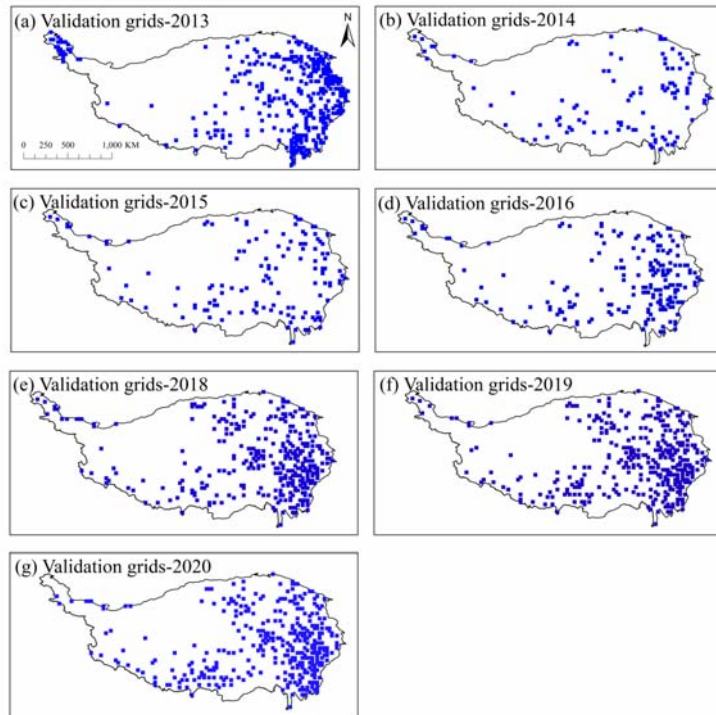 (a) Validation grids-2013
N
0 250 500 1,000 KM
(b) Validation grids-2014
(c) Validation grids-2015
(d) Validation grids-2016
(e) Validation grids-2018
(f) Validation grids-2019
(g) Validation grids-2020